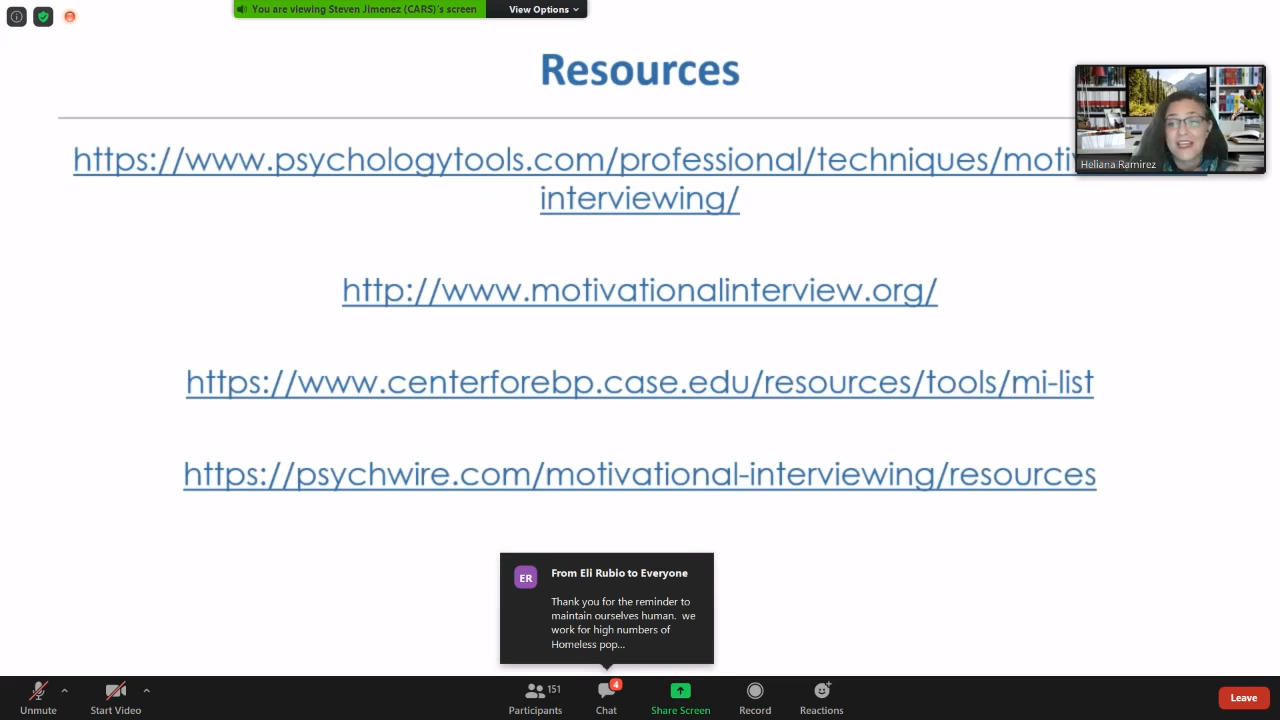 You are viewing Steven Jimenez (CARS)'s screen
View Options
Resources
https://www.psychologytools.com/professional/techniques/motiv
interviewing/
Heliana Ramirez
http://www.motivationalinterview.org/
https://www.centerforebp.case.edu/resources/tools/mi-list
https://psychwire.com/motivational-interviewing/resources
ER
From Eli Rubio to Everyone
Thank you for the reminder to
maintain ourselves human.  we
work for high numbers of
Homeless pop...
151
4
Unmute
Start Video
Participants
Chat
Share Screen
Record
Reactions
Leave